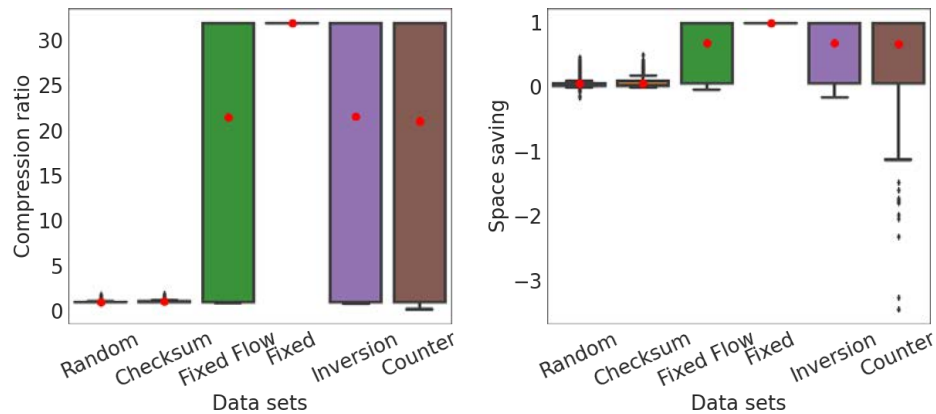 Compression ratio
30
25
20
15
10
5
0
Random
Checksum
Fixed Flow
Fixed
Inversion
Counter
Data sets
Space saving
1
0
−1
−2
−3
Random
Checksum
Fixed Flow
Fixed
Inversion
Counter
Data sets